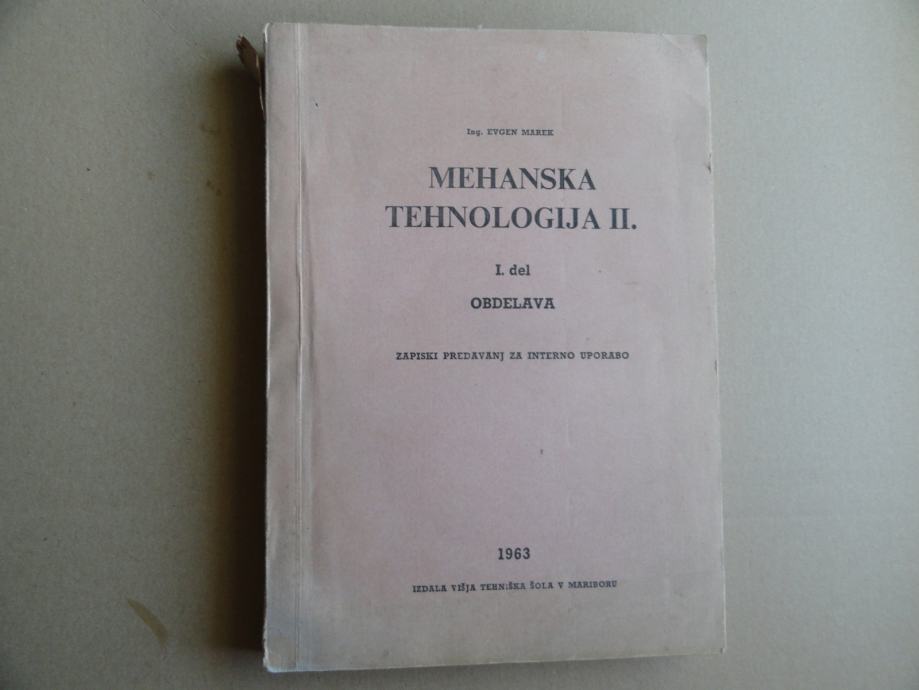 Ing. EVGEN MAREK
MEHANSKA
TEHNOLOGIJA II.
I. del
OBDELAVA
ZAPISKI PREDAVANJ ZA INTERNO UPORABO
1963
IZDALA VIŠJA TEHNIŠKA ŠOLA V MARIBORU